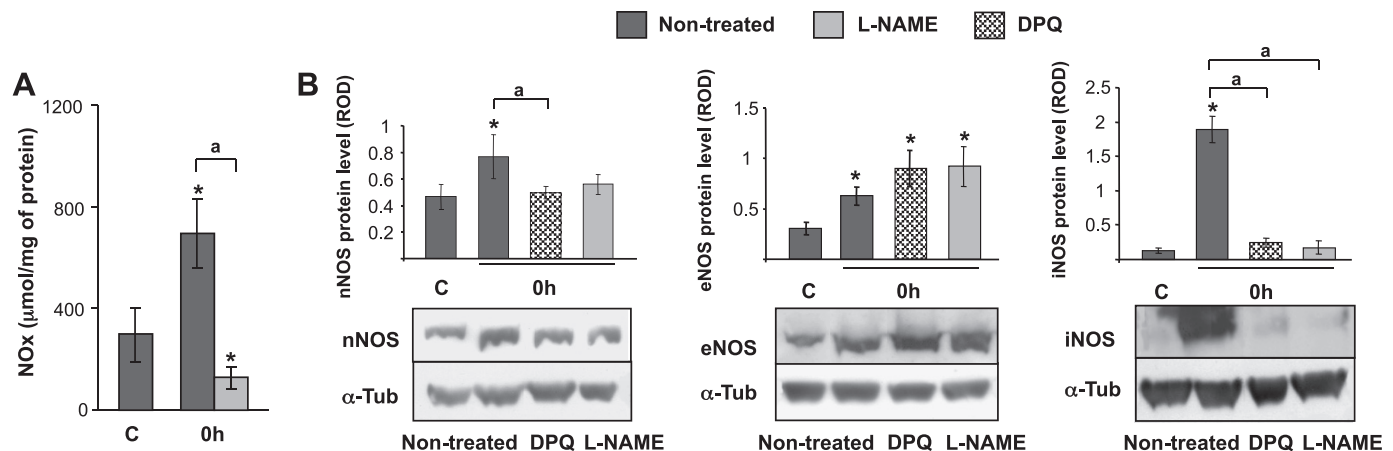 Non-treated L-NAME DPQ
A
NOx (μmol/mg of protein)
1200
800
400
0
a
*
*
C 0h
B
nNOS protein level (ROD)
1
0.8
0.6
0.4
0.2
a
*
C 0h
nNOS
α-Tub
Non-treated DPQ L-NAME
eNOS protein level (ROD)
1.5
1
0.5
* * *
C 0h
eNOS
α-Tub
Non-treated DPQ L-NAME
iNOS protein level (ROD)
2.5
2
1.5
1
0.5
a
a
*
C 0h
iNOS
α-Tub
Non-treated DPQ L-NAME